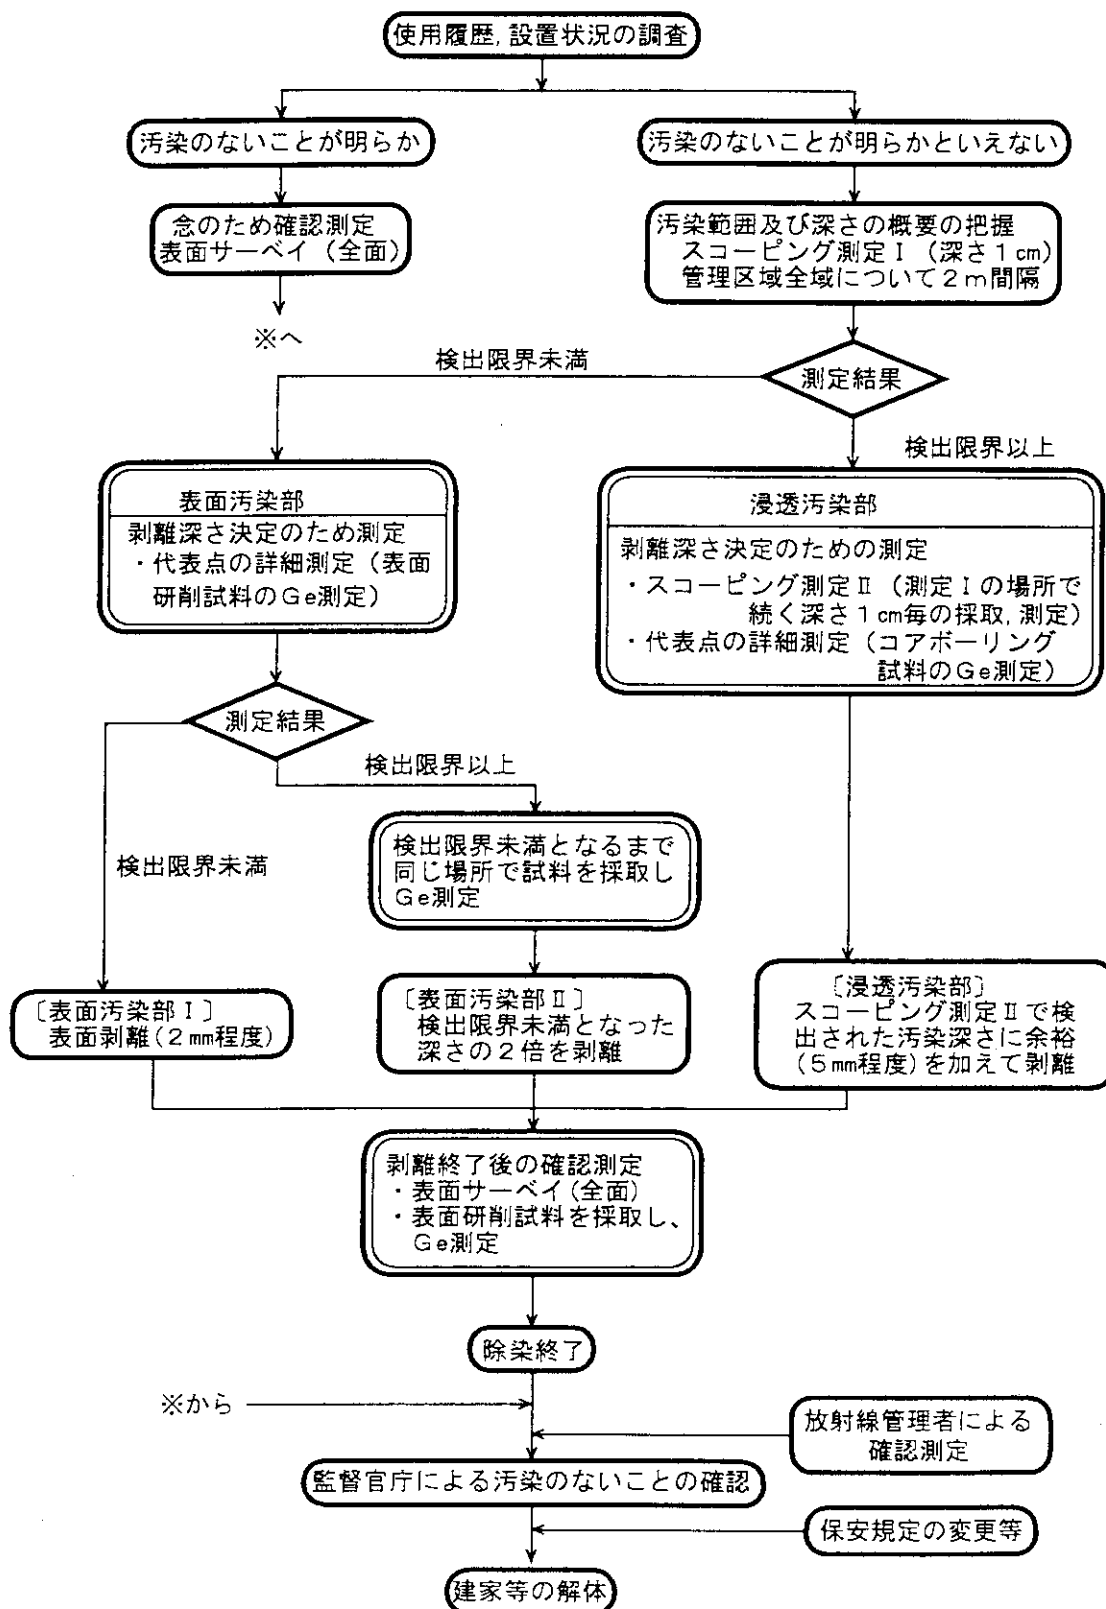 使用履歴,設置状況の調査
汚染のないことが明らか
汚染のないことが明らかといえない
念のため確認測定
表面サーベイ(全面)
汚染範囲及び深さの概要の把握
スコーピング測定Ⅰ(深さ1cm)
管理区域全域について2m間隔
※へ
検出限界未満
測定結果
検出限界以上
表面汚染部
剥離深さ決定のため測定
・代表点の詳細測定(表面
研削試料のGe測定)
浸透汚染部
剥離深さ決定のための測定
・スコーピング測定Ⅱ(測定Ⅰの場所で
続く深さ1cm毎の採取,測定)
・代表点の詳細測定(コアボーリング
試料のGe測定)
測定結果
検出限界以上
検出限界未満
検出限界未満となるまで
同じ場所で試料を採取し
Ge測定
〔表面汚染部Ⅰ〕
表面剥離(2㎜程度)
〔表面汚染部Ⅱ〕
検出限界未満となった
深さの2倍を剥離
〔浸透汚染部〕
スコーピング測定Ⅱで検
出された汚染深さに余裕
(5㎜程度)を加えて剥離
剥離終了後の確認測定
・表面サーベイ(全面)
・表面研削試料を採取し、
Ge測定
除染終了
※から
放射線管理者による
確認測定
監督官庁による汚染のないことの確認
保安規定の変更等
建家等の解体